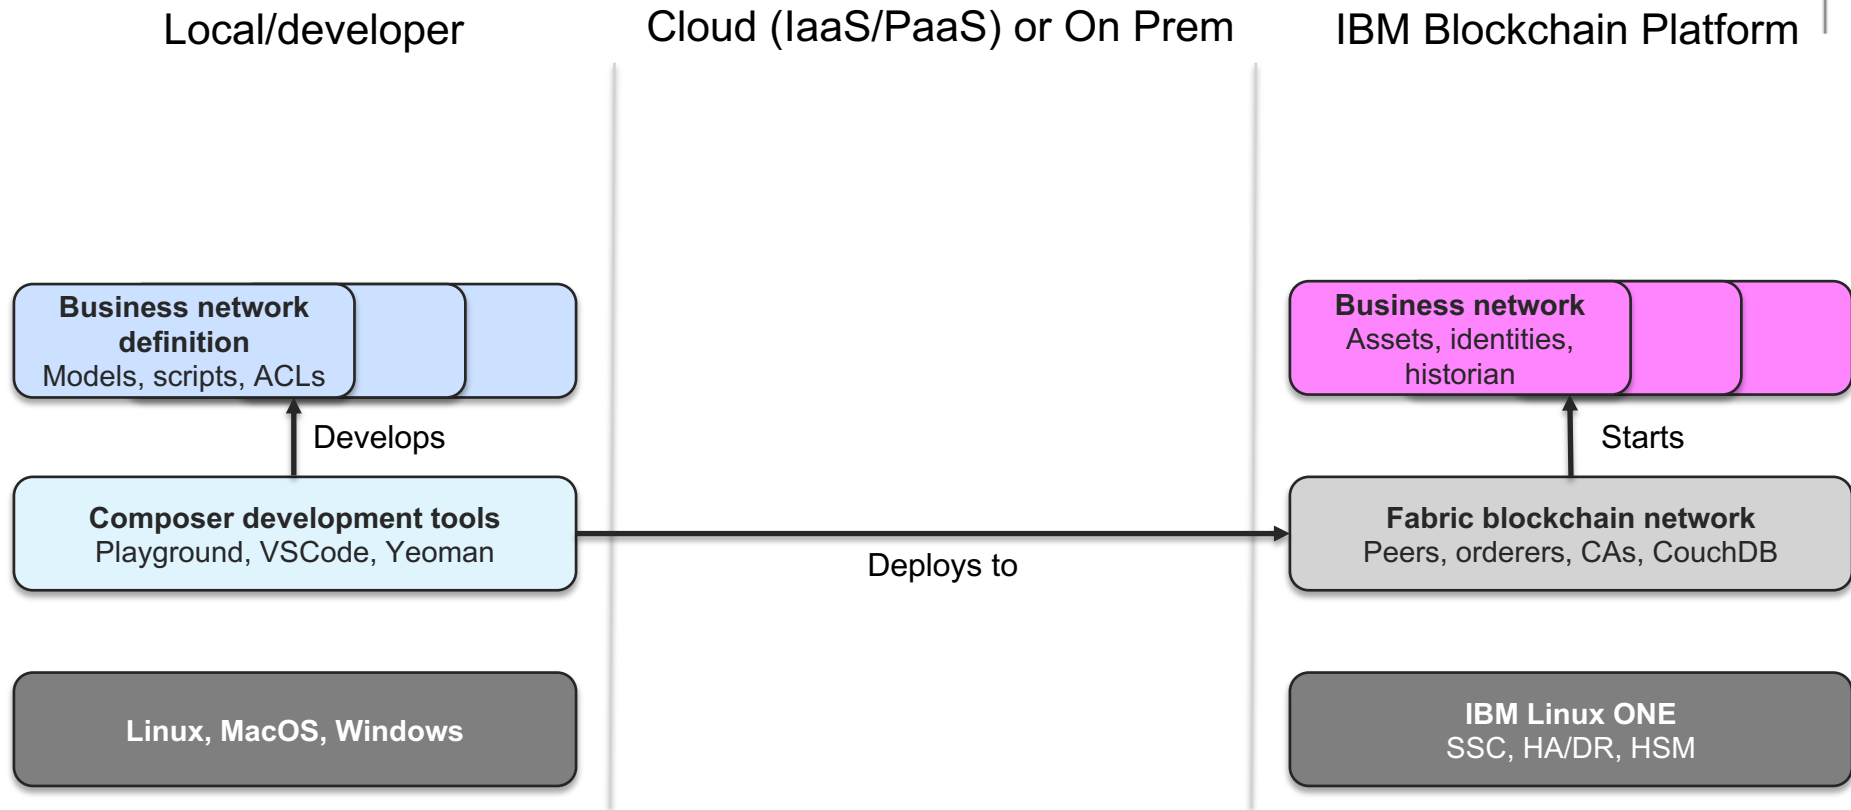 Local/developer
Cloud (IaaS/PaaS) or On Prem
IBM Blockchain Platform
Business network
definition
Models, scripts, ACLs
Develops
Composer development tools
Playground, VSCode, Yeoman
Linux, MacOS, Windows
Deploys to
Business network
Assets, identities,
historian
Starts
Fabric blockchain network
Peers, orderers, CAs, CouchDB
IBM Linux ONE
SSC, HA/DR, HSM